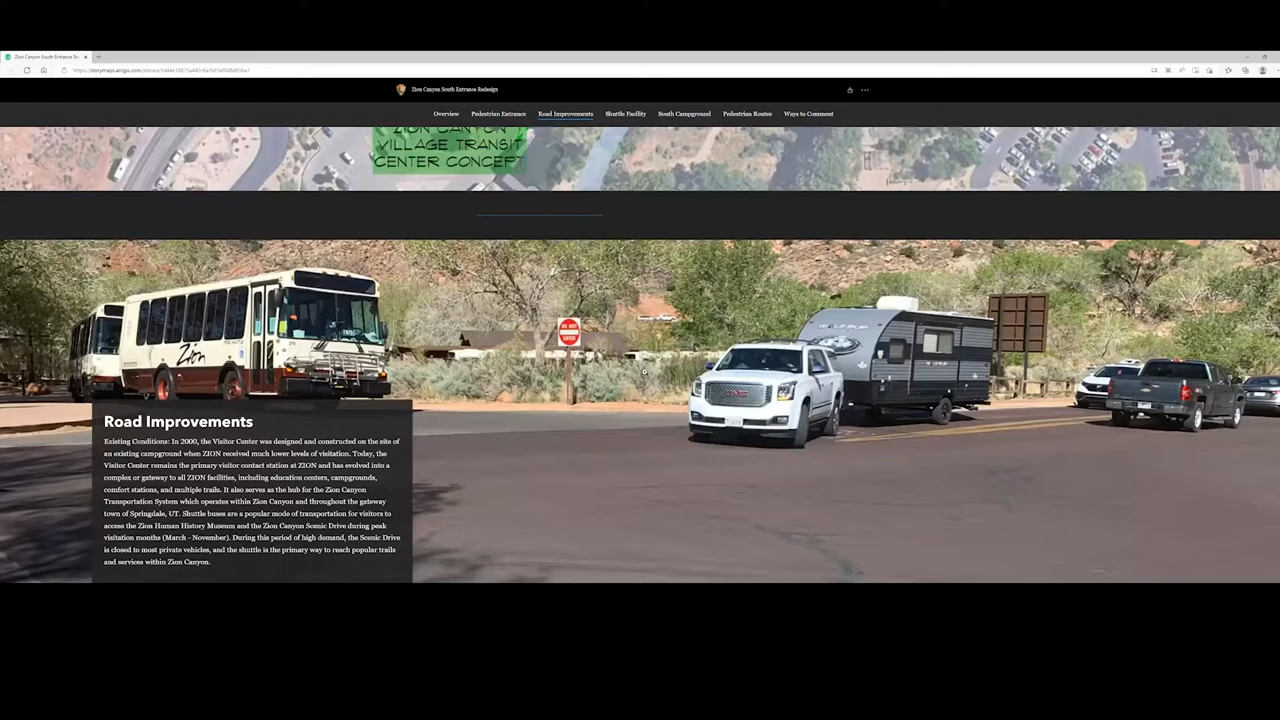 Zion Canyon South Entrance Re...
Zion Canyon South Entrance Redesign
Overview
Pedestrian Entrance
Road Improvements
Shuttle Facility
South Campground
Pedestrian Routes
Ways to Comment
ZION CANYON
VILLAGE TRANSIT
CENTER CONCEPT
Zion
DO NOT
ENTER
GMC
Road Improvements
Existing Conditions: In 2000, the Visitor Center was designed and constructed on the site of
an existing campground when ZION received much lower levels of visitation. Today, the
Visitor Center remains the primary visitor contact station at ZION and has evolved into a
complex or gateway to all ZION facilities, including education centers, campgrounds,
comfort stations, and multiple trails. It also serves as the hub for the Zion Canyon
Transportation System which operates within Zion Canyon and throughout the gateway
town of Springdale, UT. Shuttle buses are a popular mode of transportation for visitors to
access the Zion Human History Museum and the Zion Canyon Scenic Drive during peak
visitation months (March - November). During this period of high demand, the Scenic Drive
is closed to most private vehicles, and the shuttle is the primary way to reach popular trails
and services within Zion Canyon.